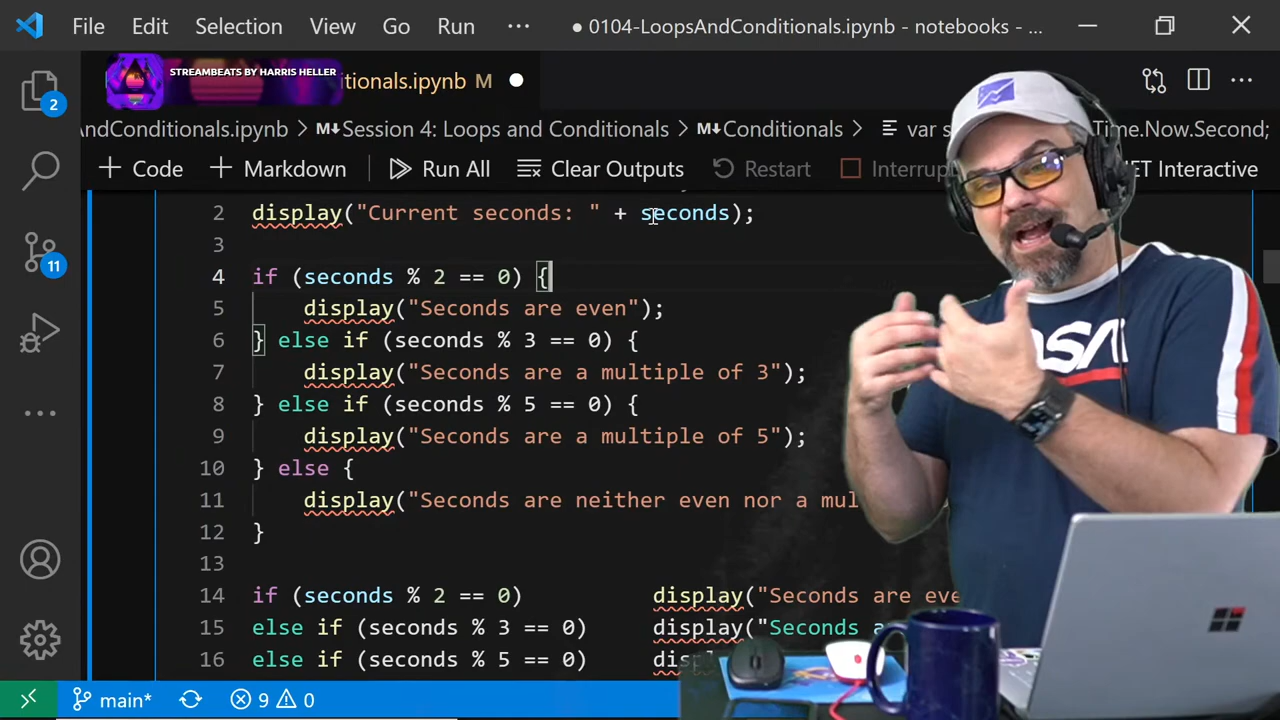 File Edit Selection View Go Run ··· ● 0104-LoopsAndConditionals.ipynb - notebooks - ...
STREAMBEATS BY HARRIS HELLER
itionals.ipynb M
AndConditionals.ipynb > Session 4: Loops and Conditionals > Conditionals > var s Time.Now.Second;
+ Code + Markdown Run All Clear Outputs Restart Interrup ET Interactive
2
11
2 display("Current seconds: " + seconds);
3
4 if (seconds % 2 == 0) {
5 display("Seconds are even");
6 } else if (seconds % 3 == 0) {
7 display("Seconds are a multiple of 3");
8 } else if (seconds % 5 == 0) {
9 display("Seconds are a multiple of 5");
10 } else {
11 display("Seconds are neither even nor a mul
12 }
13
14 if (seconds % 2 == 0) display("Seconds are eve
15 else if (seconds % 3 == 0) display("Seconds a
16 else if (seconds % 5 == 0) disp
main* 9 0